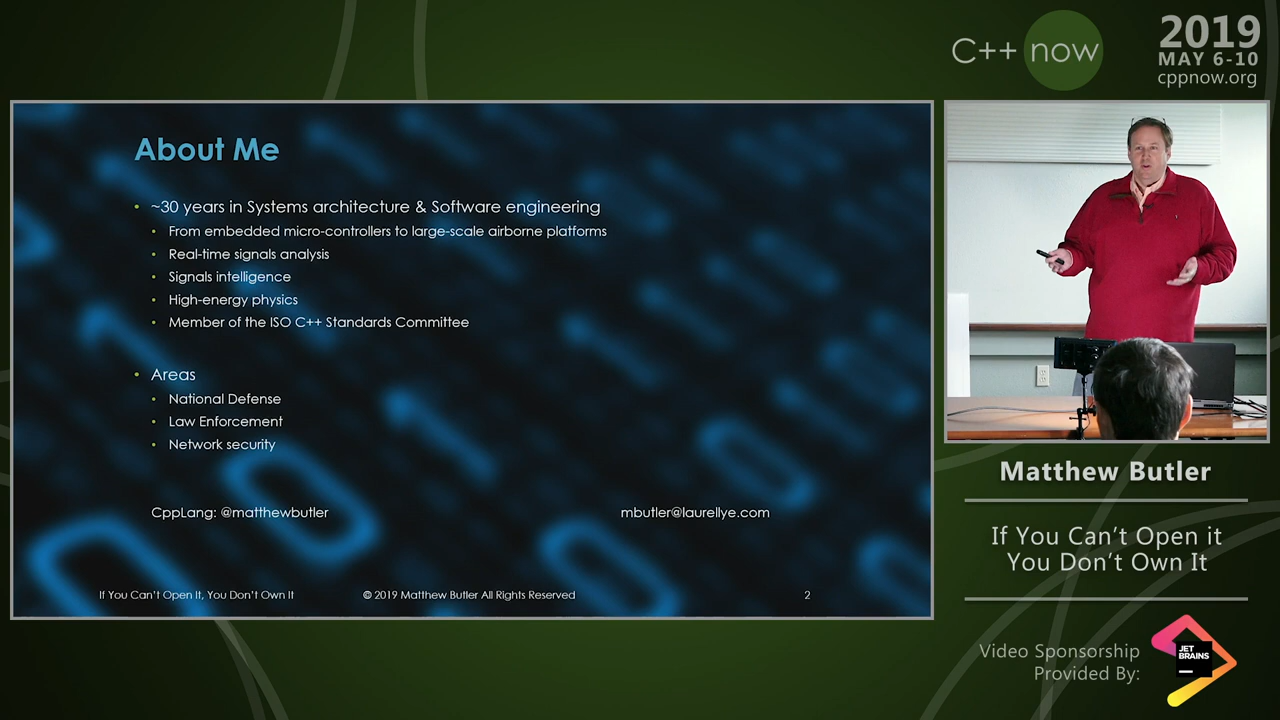 C++ now
2019
MAY 6-10
cppnow.org
About Me
~30 years in Systems architecture & Software engineering
From embedded micro-controllers to large-scale airborne platforms
Real-time signals analysis
Signals intelligence
High-energy physics
Member of the ISO C++ Standards Committee
Areas
National Defense
Law Enforcement
Network security
CppLang: @matthewbutler
mbutler@laurellye.com
If You Can't Open It, You Don't Own It
© 2019 Matthew Butler All Rights Reserved
2
Matthew Butler
If You Can't Open it
You Don't Own It
Video Sponsorship
Provided By:
JET
BRAINS